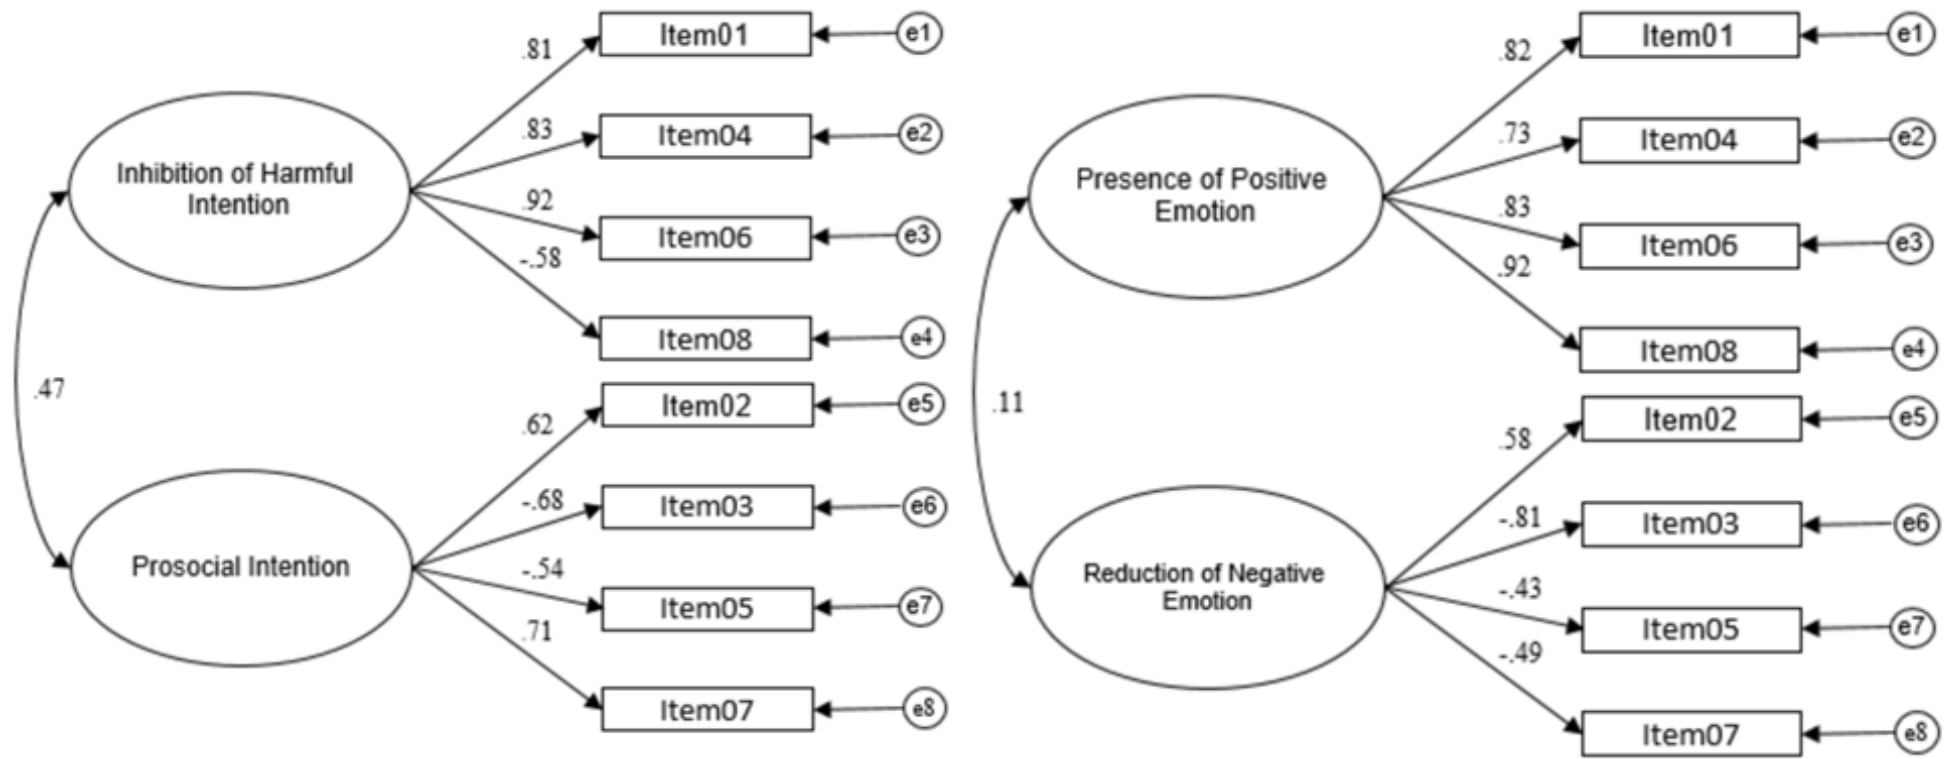 Inhibition of Harmful
Intention
Prosocial Intention
.47
.81
.83
.92
-.58
.62
-.68
-.54
.71
Item01
Item04
Item06
Item08
Item02
Item03
Item05
Item07
e1
e2
e3
e4
e5
e6
e7
e8
Presence of Positive
Emotion
Reduction of Negative
Emotion
.11
.82
.73
.83
.92
.58
-.81
-.43
-.49
Item01
Item04
Item06
Item08
Item02
Item03
Item05
Item07
e1
e2
e3
e4
e5
e6
e7
e8